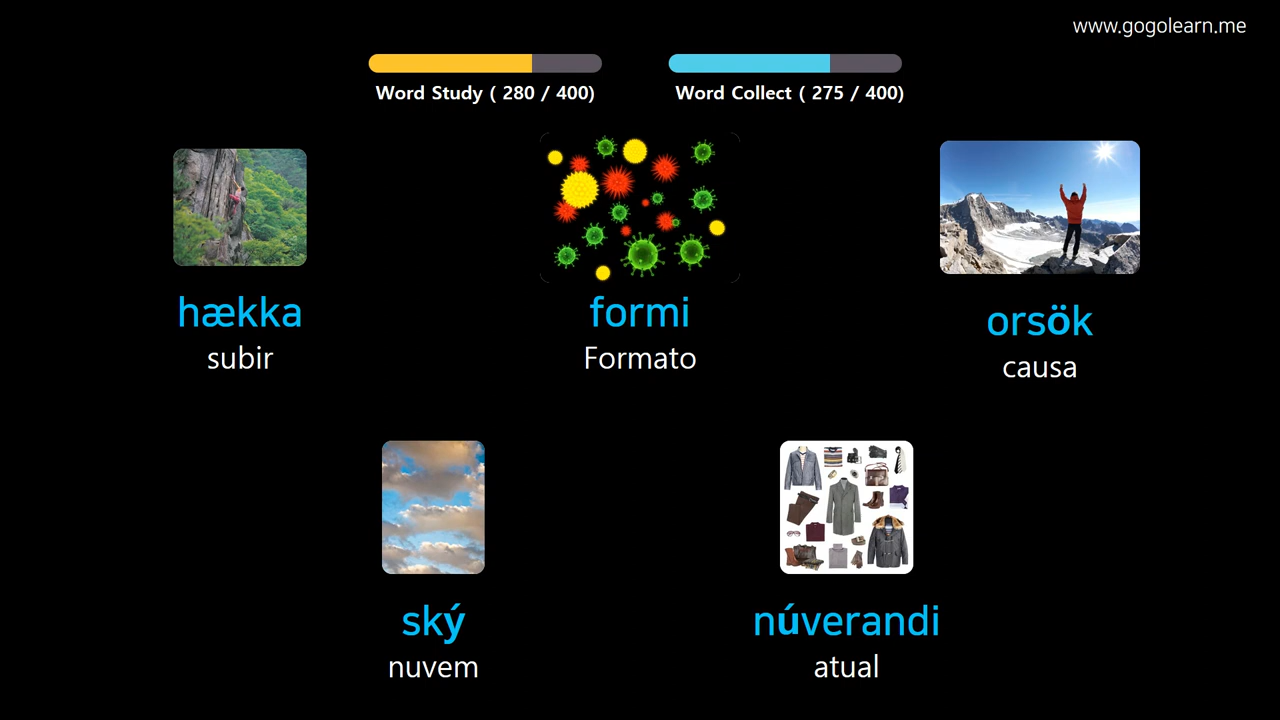 www.gogolearn.me
Word Study ( 280 / 400)
Word Collect ( 275 / 400)
hækka
subir
formi
Formato
orsök
causa
ský
nuvem
núverandi
atual